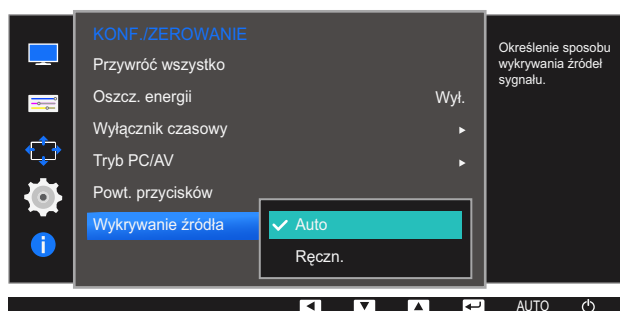 KONF./ZEROWANIE
Przywróć wszystko
Oszcz. energii Wył.
Wyłącznik czasowy
Tryb PC/AV
Powt. przycisków
Wykrywanie źródła
Auto
Ręczn.
Określenie sposobu
wykrywania źródeł
sygnału.
AUTO